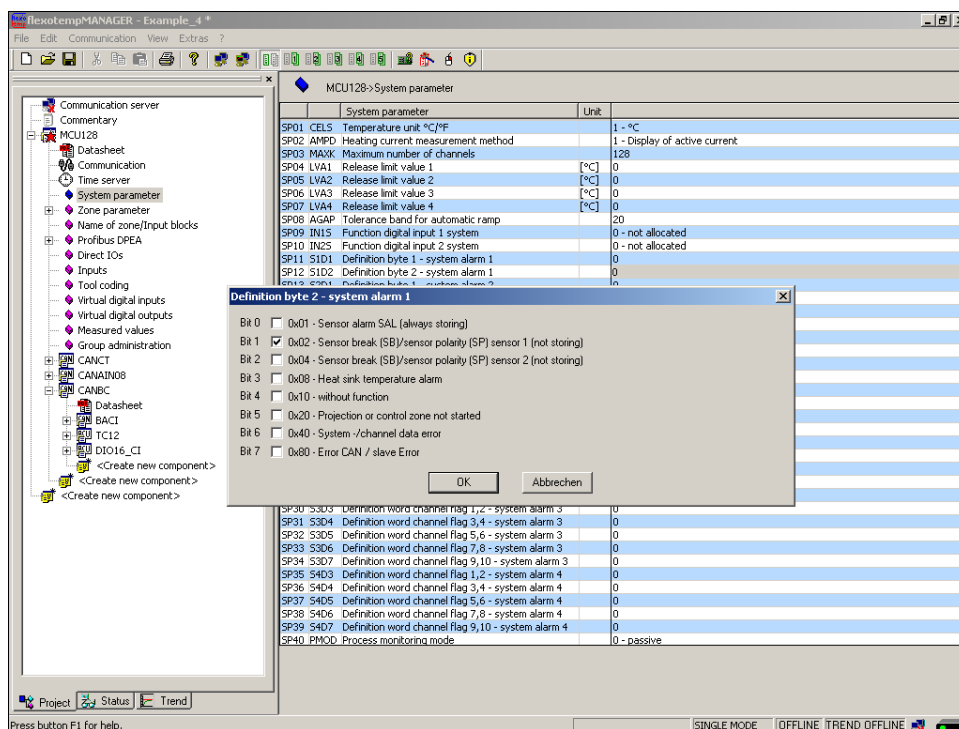 flexotempMANAGER - Example_4 *
File Edit Communication View Extras ?
MCU128->System parameter
Communication server
Commentary
MCU128
Datasheet
Communication
Time server
System parameter
Zone parameter
Name of zone/Input blocks
Profibus DPEA
Direct IOs
Inputs
Tool coding
Virtual digital inputs
Virtual digital outputs
Measured values
Group administration
CANCT
CANAIN08
CANBC
Datasheet
BACI
TC12
DIO16_CI
<Create new component>
<Create new component>
<Create new component>
System parameter Unit
SP01 CELS Temperature unit °C/°F 1 - °C
SP02 AMPD Heating current measurement method 1 - Display of active current
SP03 MAXK Maximum number of channels 128
SP04 LVA1 Release limit value 1 [°C] 0
SP05 LVA2 Release limit value 2 [°C] 0
SP06 LVA3 Release limit value 3 [°C] 0
SP07 LVA4 Release limit value 4 [°C] 0
SP08 AGAP Tolerance band for automatic ramp 20
SP09 IN1S Function digital input 1 system 0 - not allocated
SP10 IN2S Function digital input 2 system 0 - not allocated
SP11 S1D1 Definition byte 1 - system alarm 1 0
SP12 S1D2 Definition byte 2 - system alarm 1 0
SP13 S2D1 Definition byte 1 - system alarm 2 0
Definition byte 2 - system alarm 1
Bit 0 0x01 - Sensor alarm SAL (always storing)
Bit 1 0x02 - Sensor break (SB)/sensor polarity (SP) sensor 1 (not storing)
Bit 2 0x04 - Sensor break (SB)/sensor polarity (SP) sensor 2 (not storing)
Bit 3 0x08 - Heat sink temperature alarm
Bit 4 0x10 - without function
Bit 5 0x20 - Projection or control zone not started
Bit 6 0x40 - System -/channel data error
Bit 7 0x80 - Error CAN / slave Error
OK Abbrechen
SP30 S3D3 Definition word channel flag 1,2 - system alarm 3 0
SP31 S3D4 Definition word channel flag 3,4 - system alarm 3 0
SP32 S3D5 Definition word channel flag 5,6 - system alarm 3 0
SP33 S3D6 Definition word channel flag 7,8 - system alarm 3 0
SP34 S3D7 Definition word channel flag 9,10 - system alarm 3 0
SP35 S4D3 Definition word channel flag 1,2 - system alarm 4 0
SP36 S4D4 Definition word channel flag 3,4 - system alarm 4 0
SP37 S4D5 Definition word channel flag 5,6 - system alarm 4 0
SP38 S4D6 Definition word channel flag 7,8 - system alarm 4 0
SP39 S4D7 Definition word channel flag 9,10 - system alarm 4 0
SP40 PMOD Process monitoring mode 0 - passive
Project Status Trend
Press button F1 for help. SINGLE MODE OFFLINE TREND OFFLINE